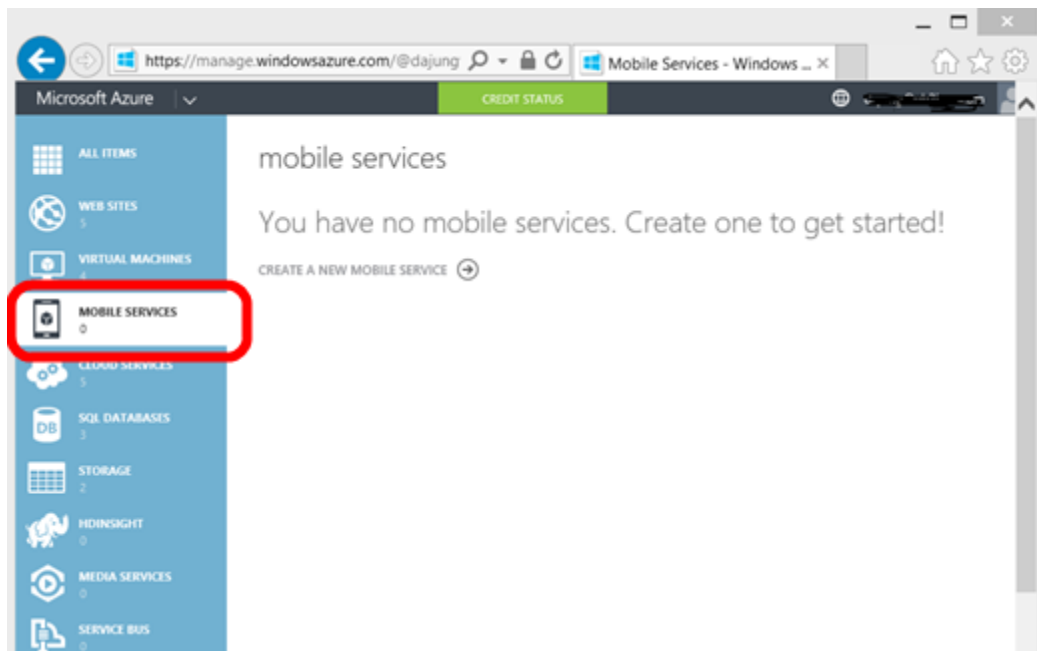 https://manage.windowsazure.com/@dajung
Mobile Services - Windows ...
Microsoft Azure
CREDIT STATUS
ALL ITEMS
WEB SITES
5
VIRTUAL MACHINES
4
MOBILE SERVICES
0
CLOUD SERVICES
5
DB
SQL DATABASES
3
STORAGE
2
HDINSIGHT
0
MEDIA SERVICES
0
SERVICE BUS
0
mobile services
You have no mobile services. Create one to get started!
CREATE A NEW MOBILE SERVICE